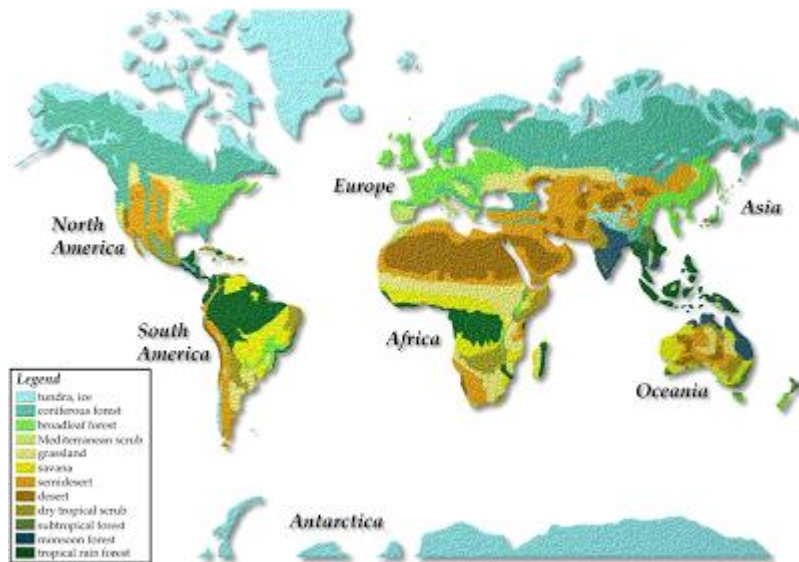 Europe
Asia
North
America
South
America
Africa
Oceania
Antarctica
Legend
tundra, ice
coniferous forest
broadleaf forest
Mediterranean scrub
grassland
savana
semidesert
desert
dry tropical scrub
subtropical forest
monsoon forest
tropical rain forest